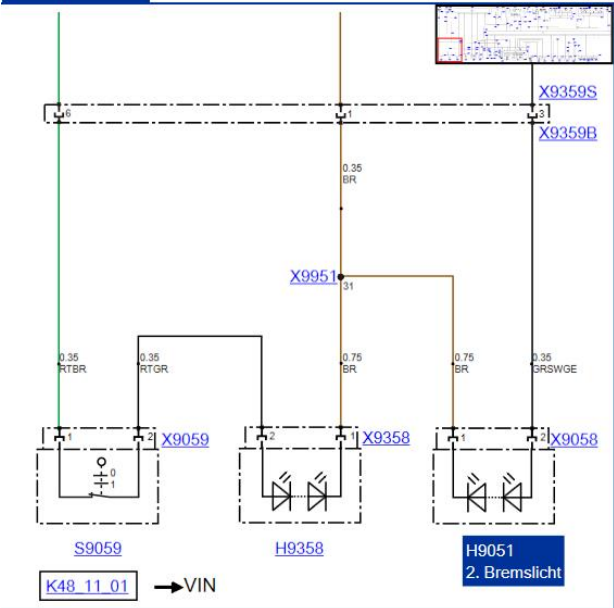 X9359S
6
1
3
X9359B
0.35
BR
X9951
31
0.35
RTBR
0.35
RTGR
0.75
BR
0.75
BR
0.35
GRSWGE
1
2
X9059
2
1
X9358
1
2
X9058
0
1
S9059
H9358
H9051
2. Bremslicht
K48_11_01
VIN